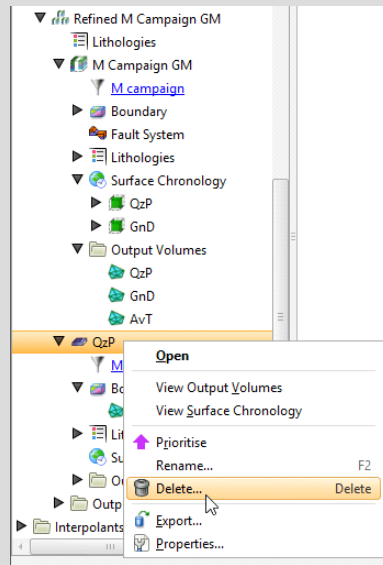 Refined M Campaign GM
Lithologies
M Campaign GM
M campaign
Boundary
Fault System
Lithologies
Surface Chronology
QzP
GnD
Output Volumes
QzP
GnD
AvT
QzP
Open
M
View Output Volumes
Bo
View Surface Chronology
Prioritise
Lit
Rename... F2
Su
Delete... Delete
Ou
Outp
Export...
Interpolants
Properties...